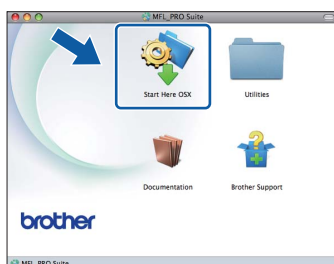 MFL_PRO Suite
Start Here OSX
Utilities
Documentation
Brother Support
brother
MFL_PRO Suite